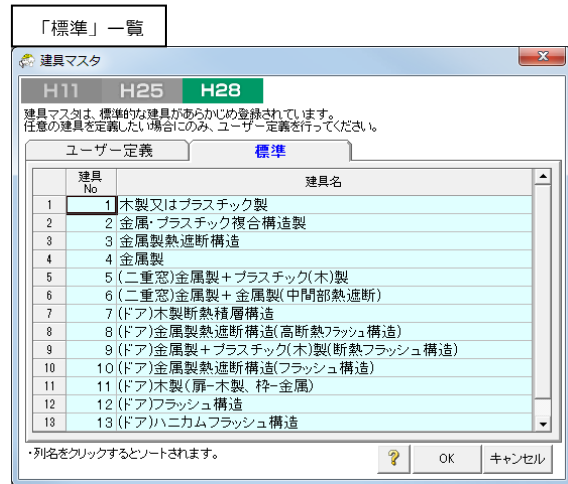 「標準」一覧
建具マスタ
H11 H25 H28
建具マスタは、標準的な建具があらかじめ登録されています。
任意の建具を定義したい場合にのみ、ユーザー定義を行ってください。
ユーザー定義 標準
建具No 建具名
1 1 木製又はプラスチック製
2 2 金属・プラスチック複合構造製
3 3 金属製熱遮断構造
4 4 金属製
5 5 (二重窓)金属製+プラスチック(木)製
6 6 (二重窓)金属製+金属製(中間部熱遮断)
7 7 (ドア)木製断熱積層構造
8 8 (ドア)金属製熱遮断構造(高断熱フラッシュ構造)
9 9 (ドア)金属製+プラスチック(木)製(断熱フラッシュ構造)
10 10 (ドア)金属製熱遮断構造(フラッシュ構造)
11 11 (ドア)木製(扉-木製、枠-金属)
12 12 (ドア)フラッシュ構造
13 13 (ドア)ハニカムフラッシュ構造
・列名をクリックするとソートされます。
? OK キャンセル